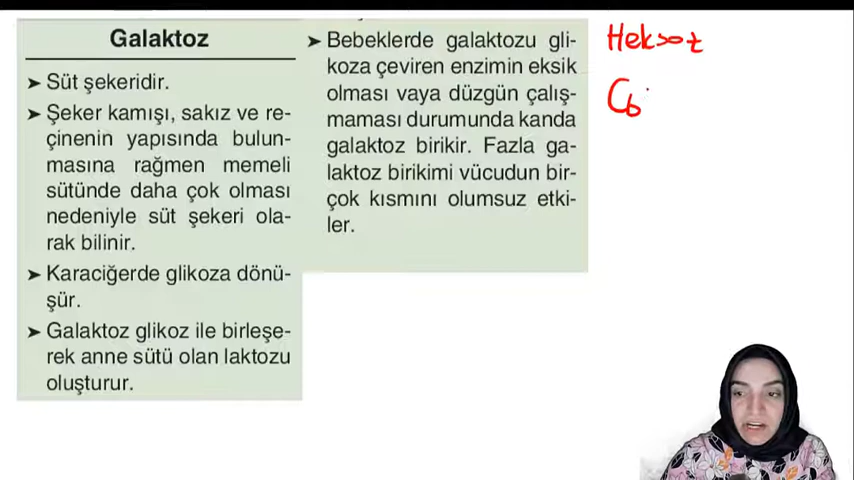 Galaktoz
➤ Süt şekeridir.
➤ Şeker kamışı, sakız ve re-
çinenin yapısında bulun-
masına rağmen memeli
sütünde daha çok olması
nedeniyle süt şekeri ola-
rak bilinir.
➤ Karaciğerde glikoza dönü-
şür.
➤ Galaktoz glikoz ile birleşe-
rek anne sütü olan laktozu
oluşturur.
➤ Bebeklerde galaktozu gli-
koza çeviren enzimin eksik
olması vaya düzgün çalış-
maması durumunda kanda
galaktoz birikir. Fazla ga-
laktoz birikimi vücudun bir-
çok kısmını olumsuz etki-
ler.
Heksoz
C6